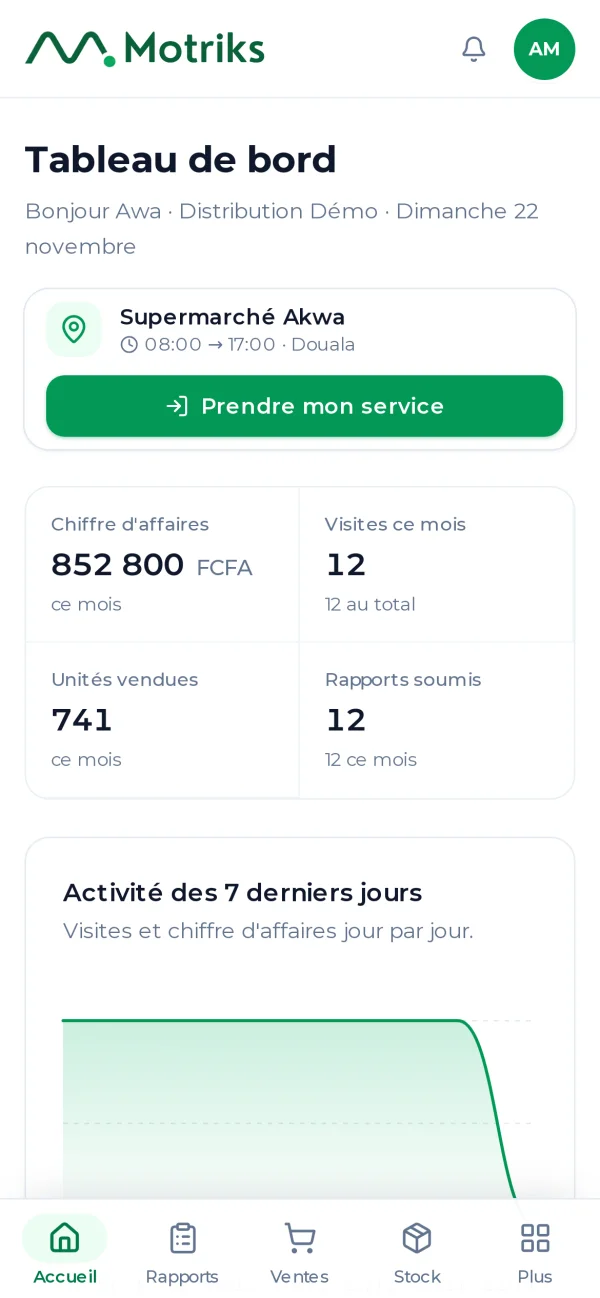 Motriks
AM
Tableau de bord
Bonjour Awa · Distribution Démo · Dimanche 22
novembre
Supermarché Akwa
08:00 → 17:00 · Douala
Prendre mon service
Chiffre d'affaires
852 800 FCFA
ce mois
Visites ce mois
12
12 au total
Unités vendues
741
ce mois
Rapports soumis
12
12 ce mois
Activité des 7 derniers jours
Visites et chiffre d'affaires jour par jour.
Accueil
Rapports
Ventes
Stock
Plus